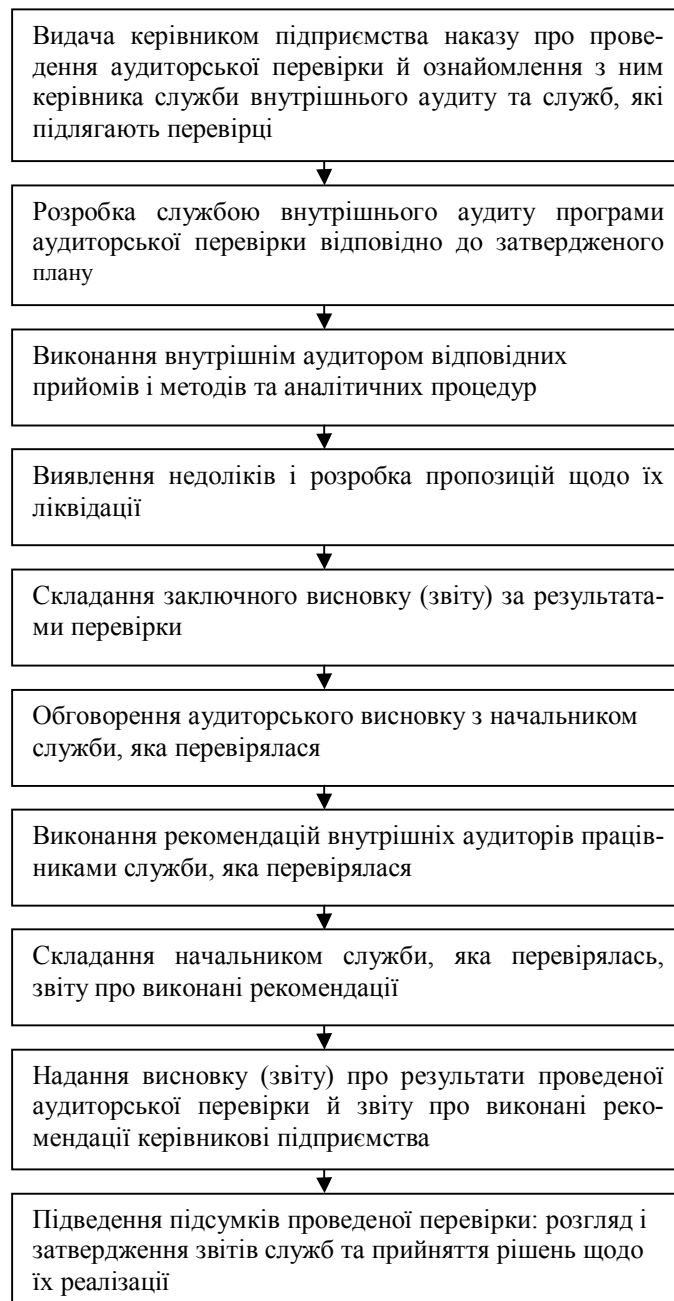 Видача керівником підприємства наказу про прове-
дення аудиторської перевірки й ознайомлення з ним
керівника служби внутрішнього аудиту та служб, які
підлягають перевірці
Розробка службою внутрішнього аудиту програми
аудиторської перевірки відповідно до затвердженого
плану
Виконання внутрішнім аудитором відповідних
прийомів і методів та аналітичних процедур
Виявлення недоліків і розробка пропозицій щодо їх
ліквідації
Складання заключного висновку (звіту) за результата-
ми перевірки
Обговорення аудиторського висновку з начальником
служби, яка перевірялася
Виконання рекомендацій внутрішніх аудиторів праців-
никами служби, яка перевірялася
Складання начальником служби, яка перевірялась,
звіту про виконані рекомендації
Надання висновку (звіту) про результати проведеної
аудиторської перевірки й звіту про виконані реко-
мендації керівникові підприємства
Підведення підсумків проведеної перевірки: розгляд і
затвердження звітів служб та прийняття рішень щодо
їх реалізації